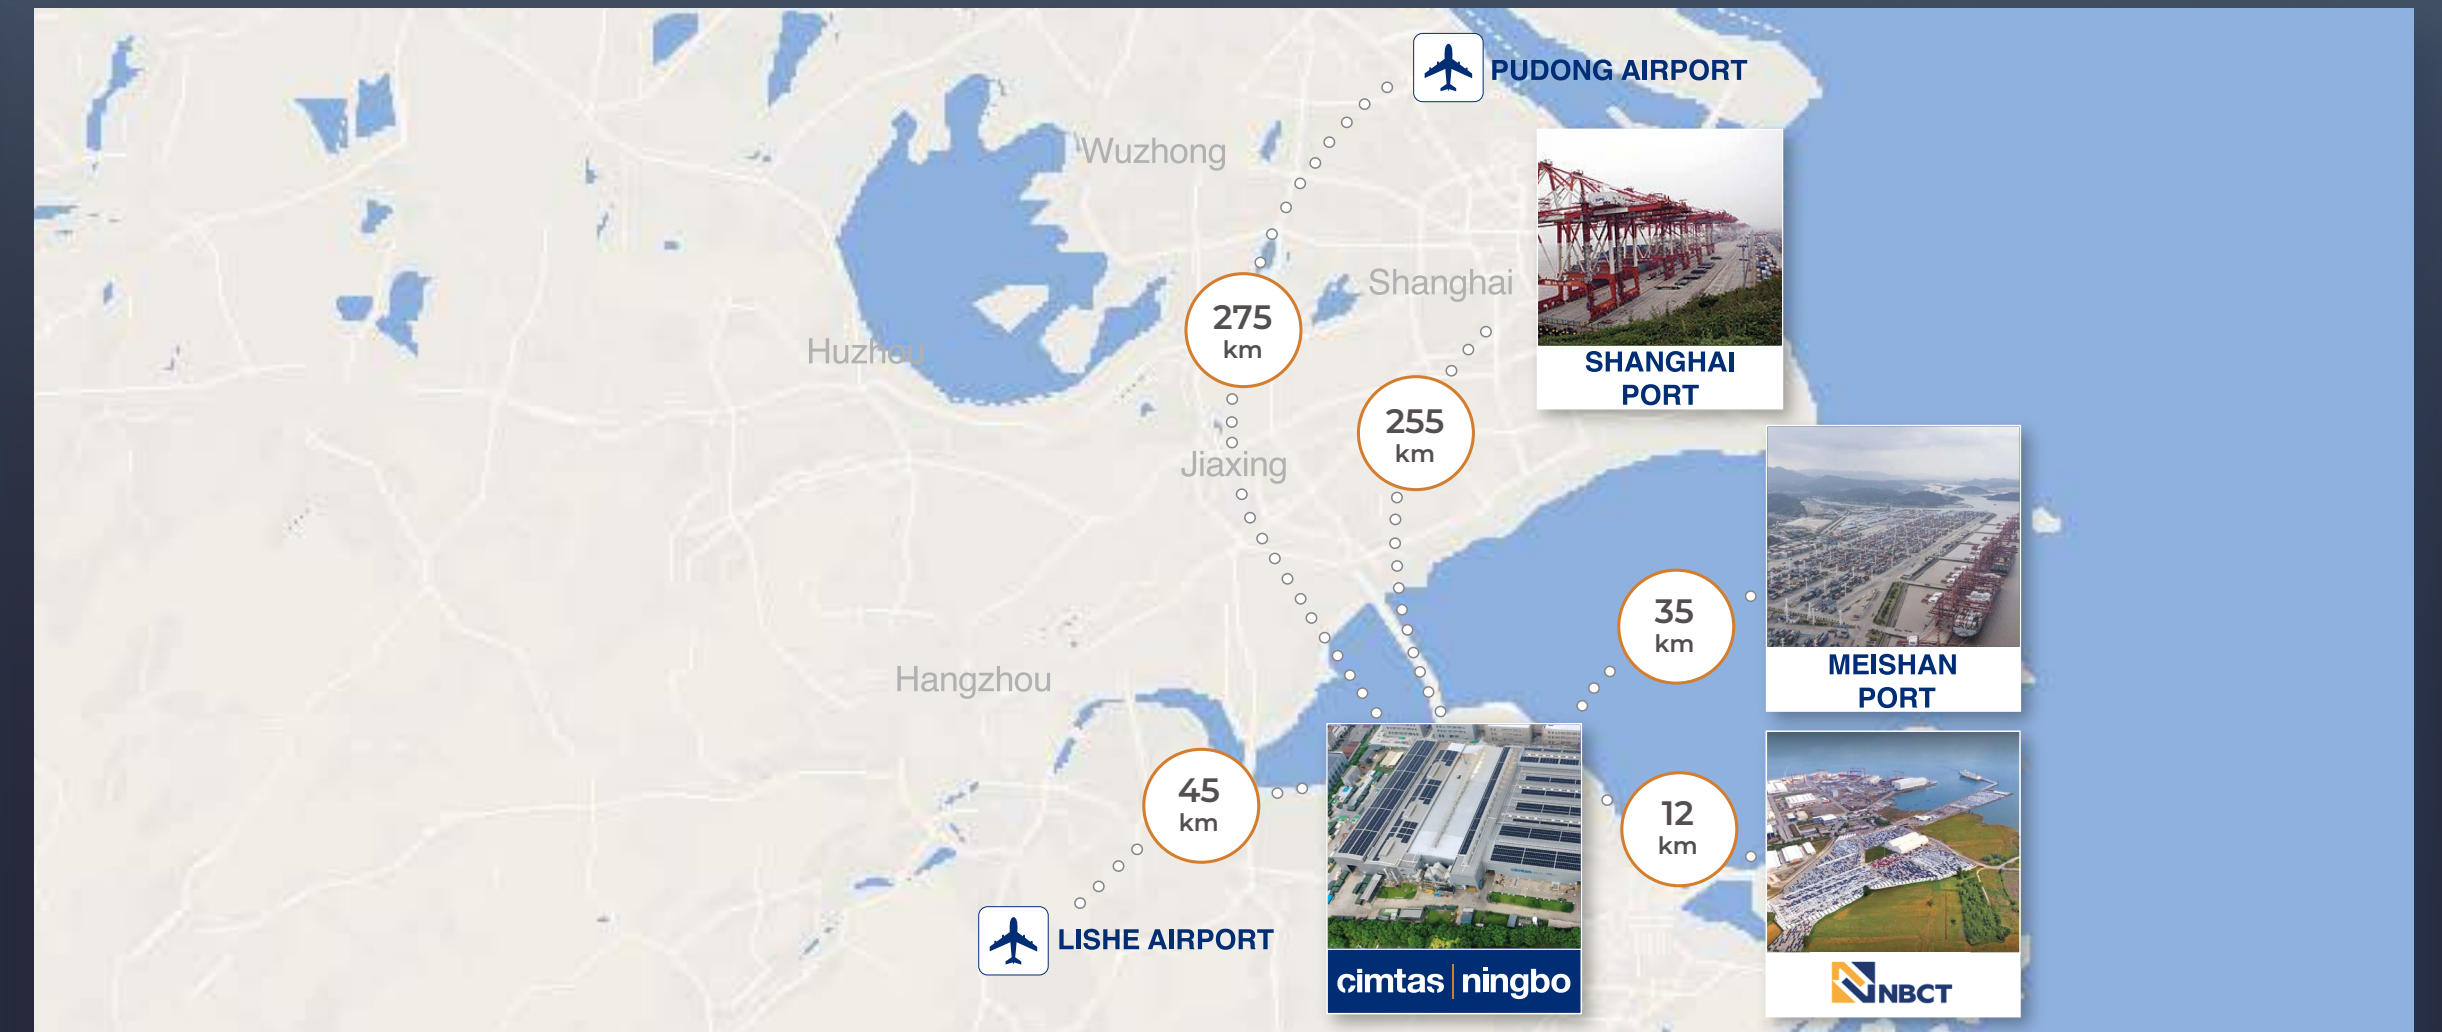 PUDONG AIRPORT
Wuzhong
Shanghai
275
km
SHANGHAI
PORT
Huzhou
255
km
Jiaxing
35
km
MEISHAN
PORT
Hangzhou
45
km
12
km
LISHE AIRPORT
cimtas | ningbo
NBCT